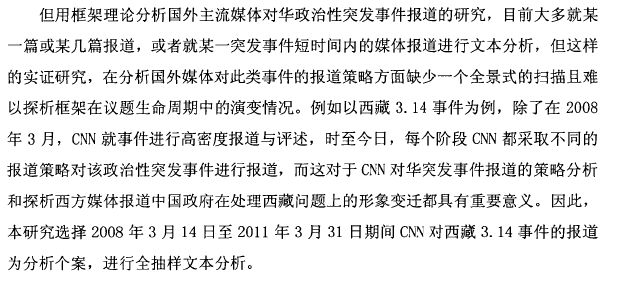 但用框架理论分析国外主流媒体对华政治性突发事件报道的研究，目前大多就某
一篇或某几篇报道，或者就某一突发事件短时间内的媒体报道进行文本分析，但这样
的实证研究，在分析国外媒体对此类事件的报道策略方面缺少一个全景式的扫描且难
以探析框架在议题生命周期中的演变情况。例如以西藏 3.14 事件为例，除了在 2008
年 3 月，CNN 就事件进行高密度报道与评述，时至今日，每个阶段 CNN 都采取不同的
报道策略对该政治性突发事件进行报道，而这对于 CNN 对华突发事件报道的策略分析
和探析西方媒体报道中国政府在处理西藏问题上的形象变迁都具有重要意义。因此，
本研究选择 2008 年 3 月 14 日至 2011 年 3 月 31 日期间 CNN 对西藏 3.14 事件的报道
为分析个案，进行全抽样文本分析。